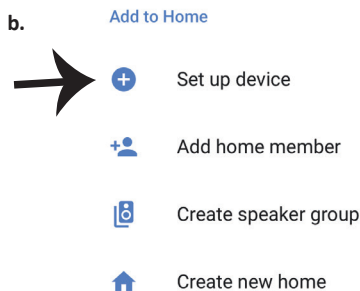 b.
Add to Home
Set up device
Add home member
Create speaker group
Create new home